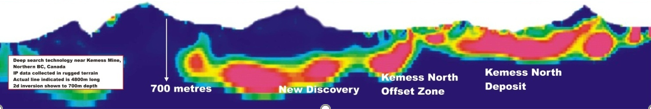 Deep search technology near Kemess Mine,
Northern BC, Canada
IP data collected in rugged terrain
Actual line indicated is 4800m long
2d inversion shows to 700m depth
700 metres
New Discovery
Kemess North
Offset Zone
Kemess North
Deposit